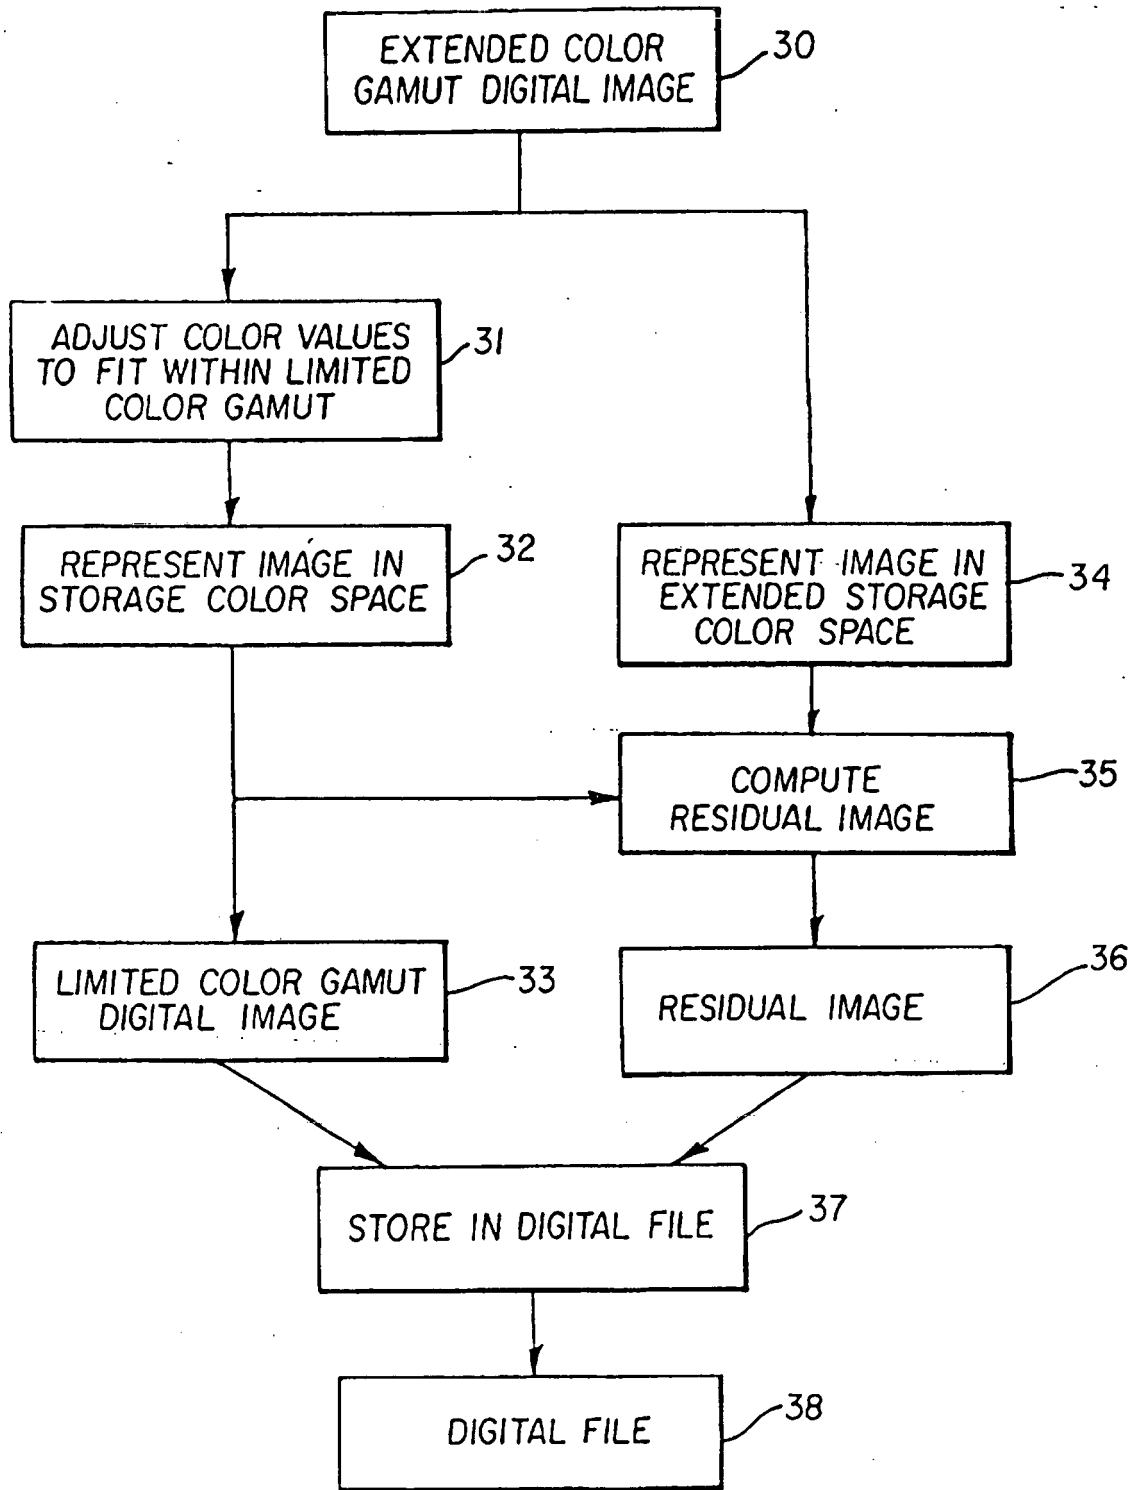 EXTENDED COLOR
GAMUT DIGITAL IMAGE
30
ADJUST COLOR VALUES
TO FIT WITHIN LIMITED
COLOR GAMUT
31
REPRESENT IMAGE IN
STORAGE COLOR SPACE
32
REPRESENT IMAGE IN
EXTENDED STORAGE
COLOR SPACE
34
COMPUTE
RESIDUAL IMAGE
35
LIMITED COLOR GAMUT
DIGITAL IMAGE
33
RESIDUAL IMAGE
36
STORE IN DIGITAL FILE
37
DIGITAL FILE
38